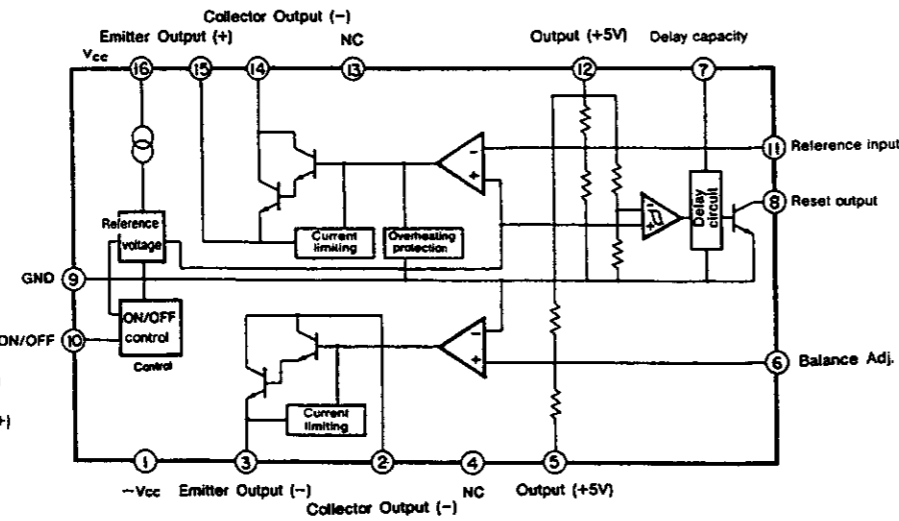 Collector Output (−)
Emitter Output (+)
NC
Output (+5V)
Delay capacity
Vcc
16
15
14
13
12
7
11
Reference input
8
Reset output
Reference
voltage
Current
limiting
Overheating
protection
Delay
circuit
−
+
−
+
GND
9
ON/OFF
10
ON/OFF
control
Control
−
+
6
Balance Adj.
Current
limiting
+)
1
3
2
4
5
−Vcc
Emitter Output (−)
NC
Output (+5V)
Collector Output (−)